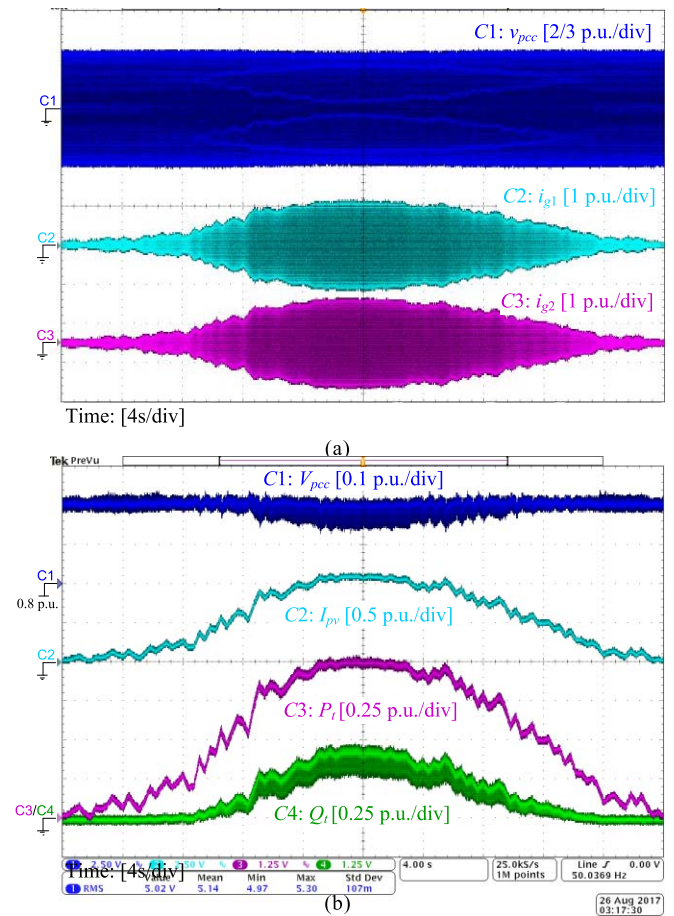 C1: vpcc [2/3 p.u./div]
C1
C2: ig1 [1 p.u./div]
C2
C3: ig2 [1 p.u./div]
C3
Time: [4s/div]
(a)
Tek PreVu
C1: Vpcc [0.1 p.u./div]
C1
0.8 p.u.
C2: Ipv [0.5 p.u./div]
C2
C3: Pt [0.25 p.u./div]
C3/C4
C4: Qt [0.25 p.u./div]
Time: [4s/div]
1 2.50 V 2.50 V 3 1.25 V 4 1.25 V 4.00 s 25.0kS/s Line 0.00 V
1M points 50.0369 Hz
Value Mean Min Max Std Dev
1 RMS 5.02 V 5.14 4.97 5.30 107m
26 Aug 2017
03:17:30
(b)